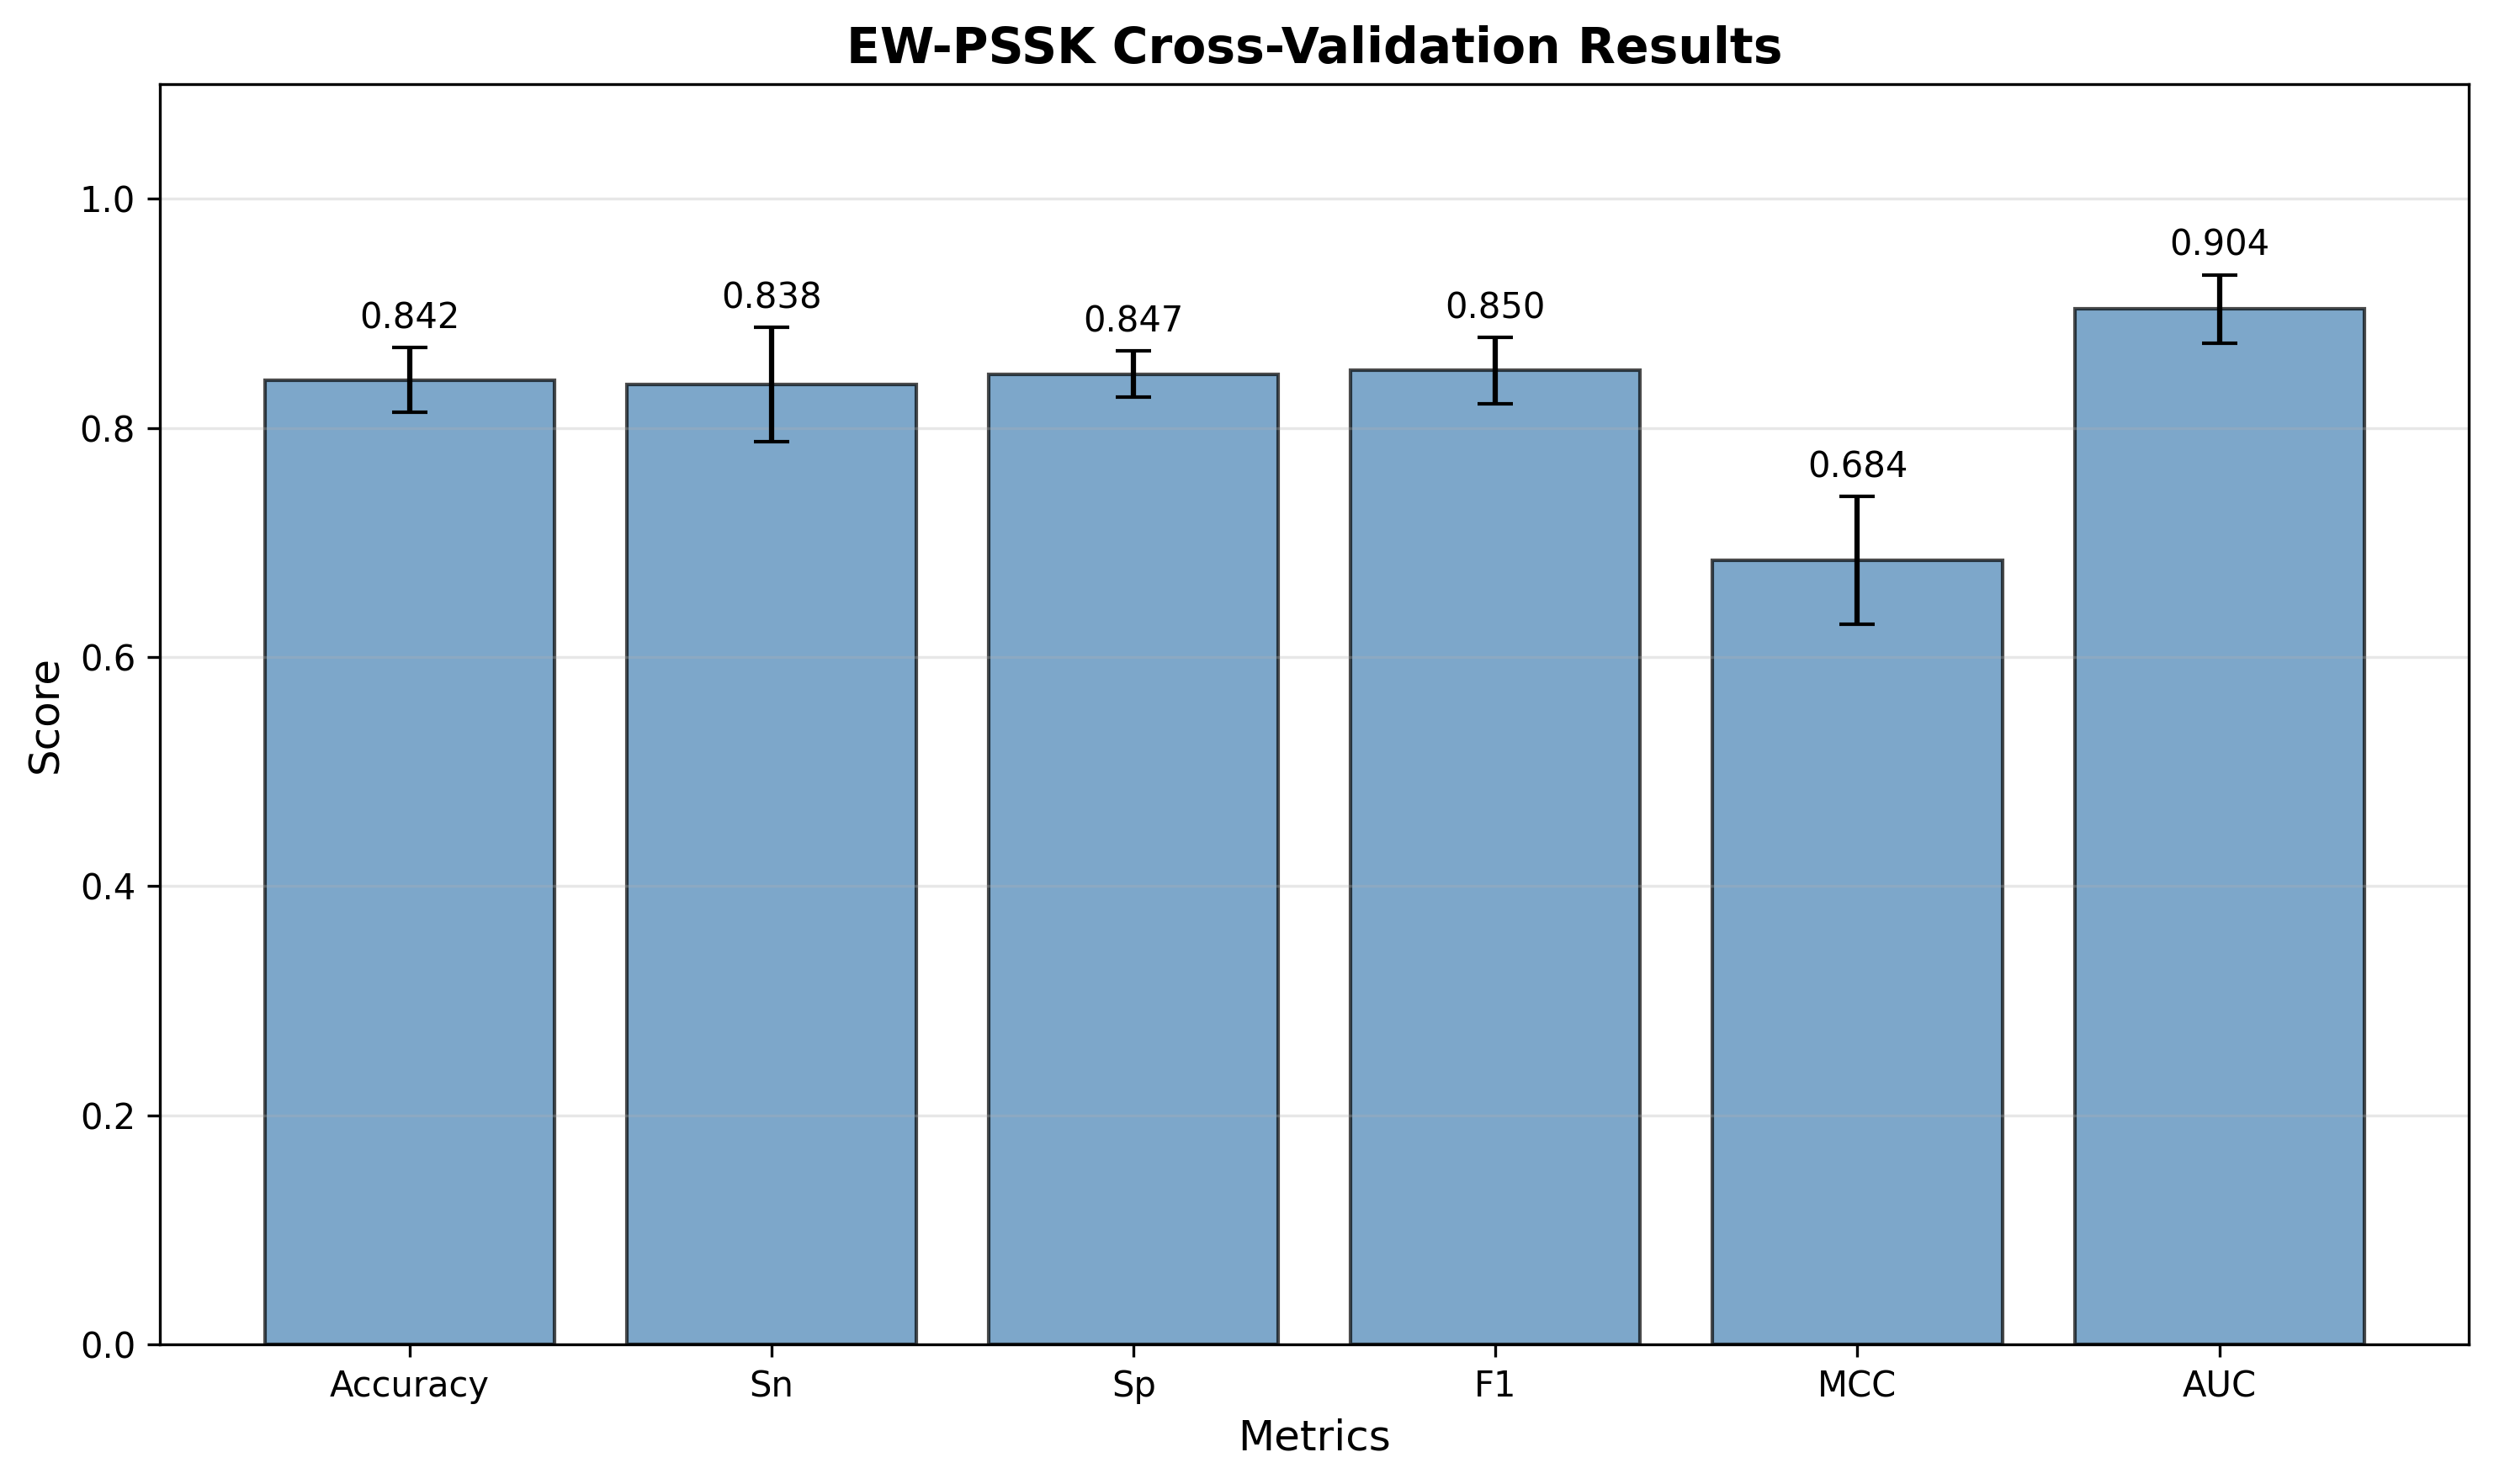 EW-PSSK Cross-Validation Results
Score
1.0
0.8
0.6
0.4
0.2
0.0
0.842
0.838
0.847
0.850
0.684
0.904
Accuracy
Sn
Sp
F1
MCC
AUC
Metrics